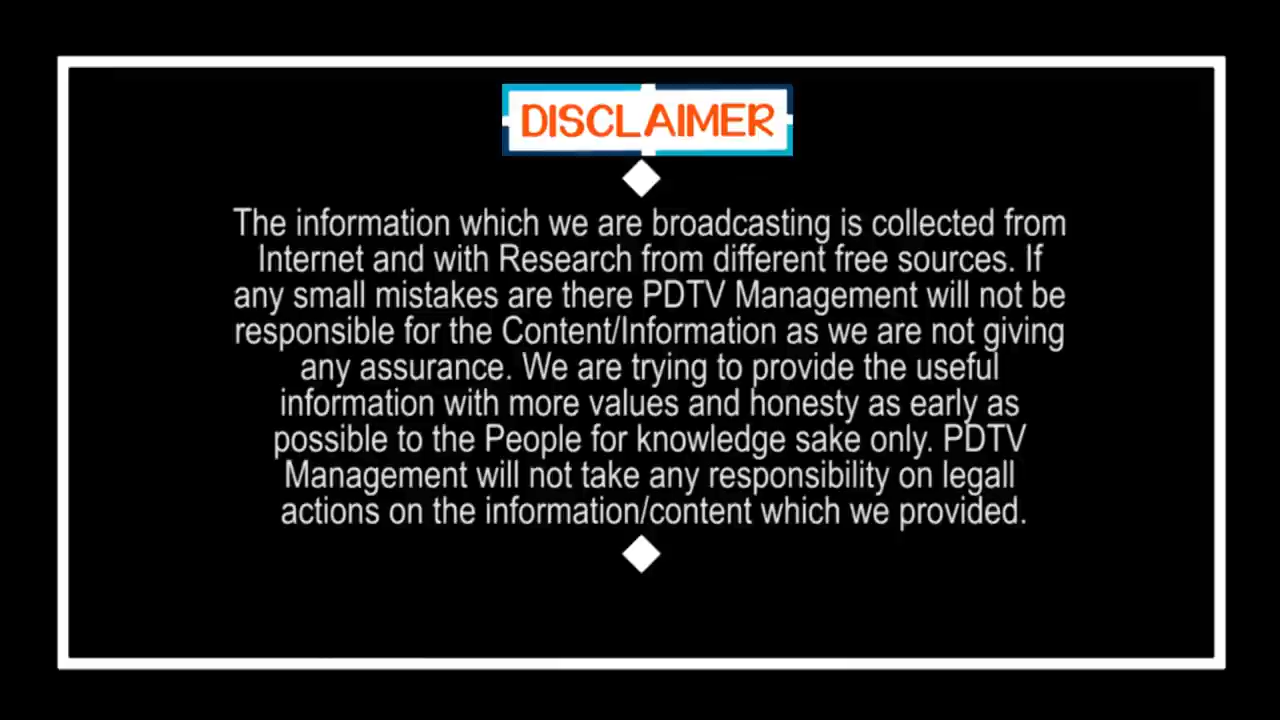 DISCLAIMER
The information which we are broadcasting is collected from
Internet and with Research from different free sources. If
any small mistakes are there PDTV Management will not be
responsible for the Content/Information as we are not giving
any assurance. We are trying to provide the useful
information with more values and honesty as early as
possible to the People for knowledge sake only. PDTV
Management will not take any responsibility on legall
actions on the information/content which we provided.